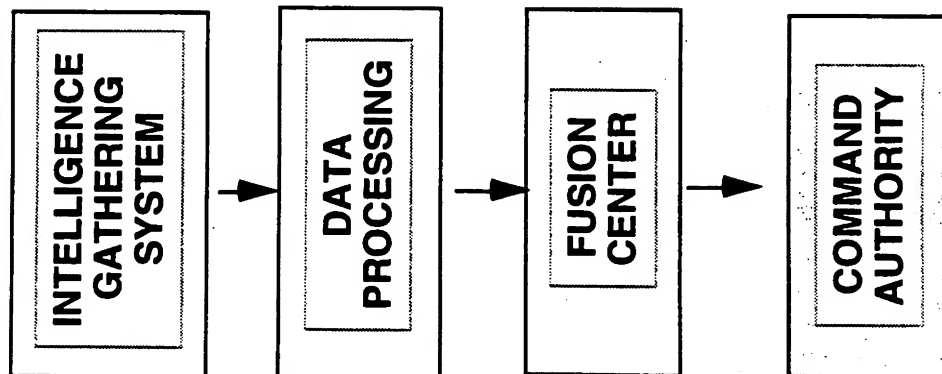 INTELLIGENCE
GATHERING
SYSTEM
DATA
PROCESSING
FUSION
CENTER
COMMAND
AUTHORITY